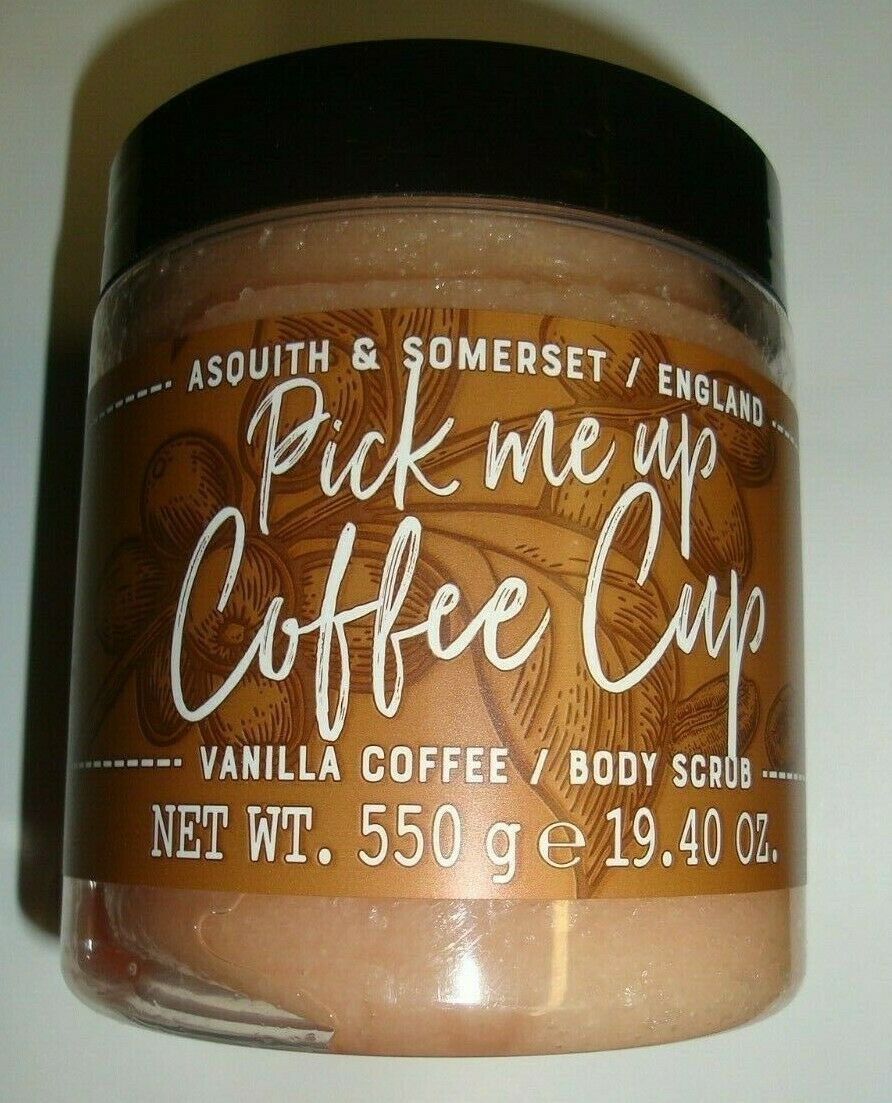 ASQUITH & SOMERSET / ENGLAND
Pick me up
Coffee Cup
VANILLA COFFEE / BODY SCRUB
NET WT. 550 g e 19.40 OZ.